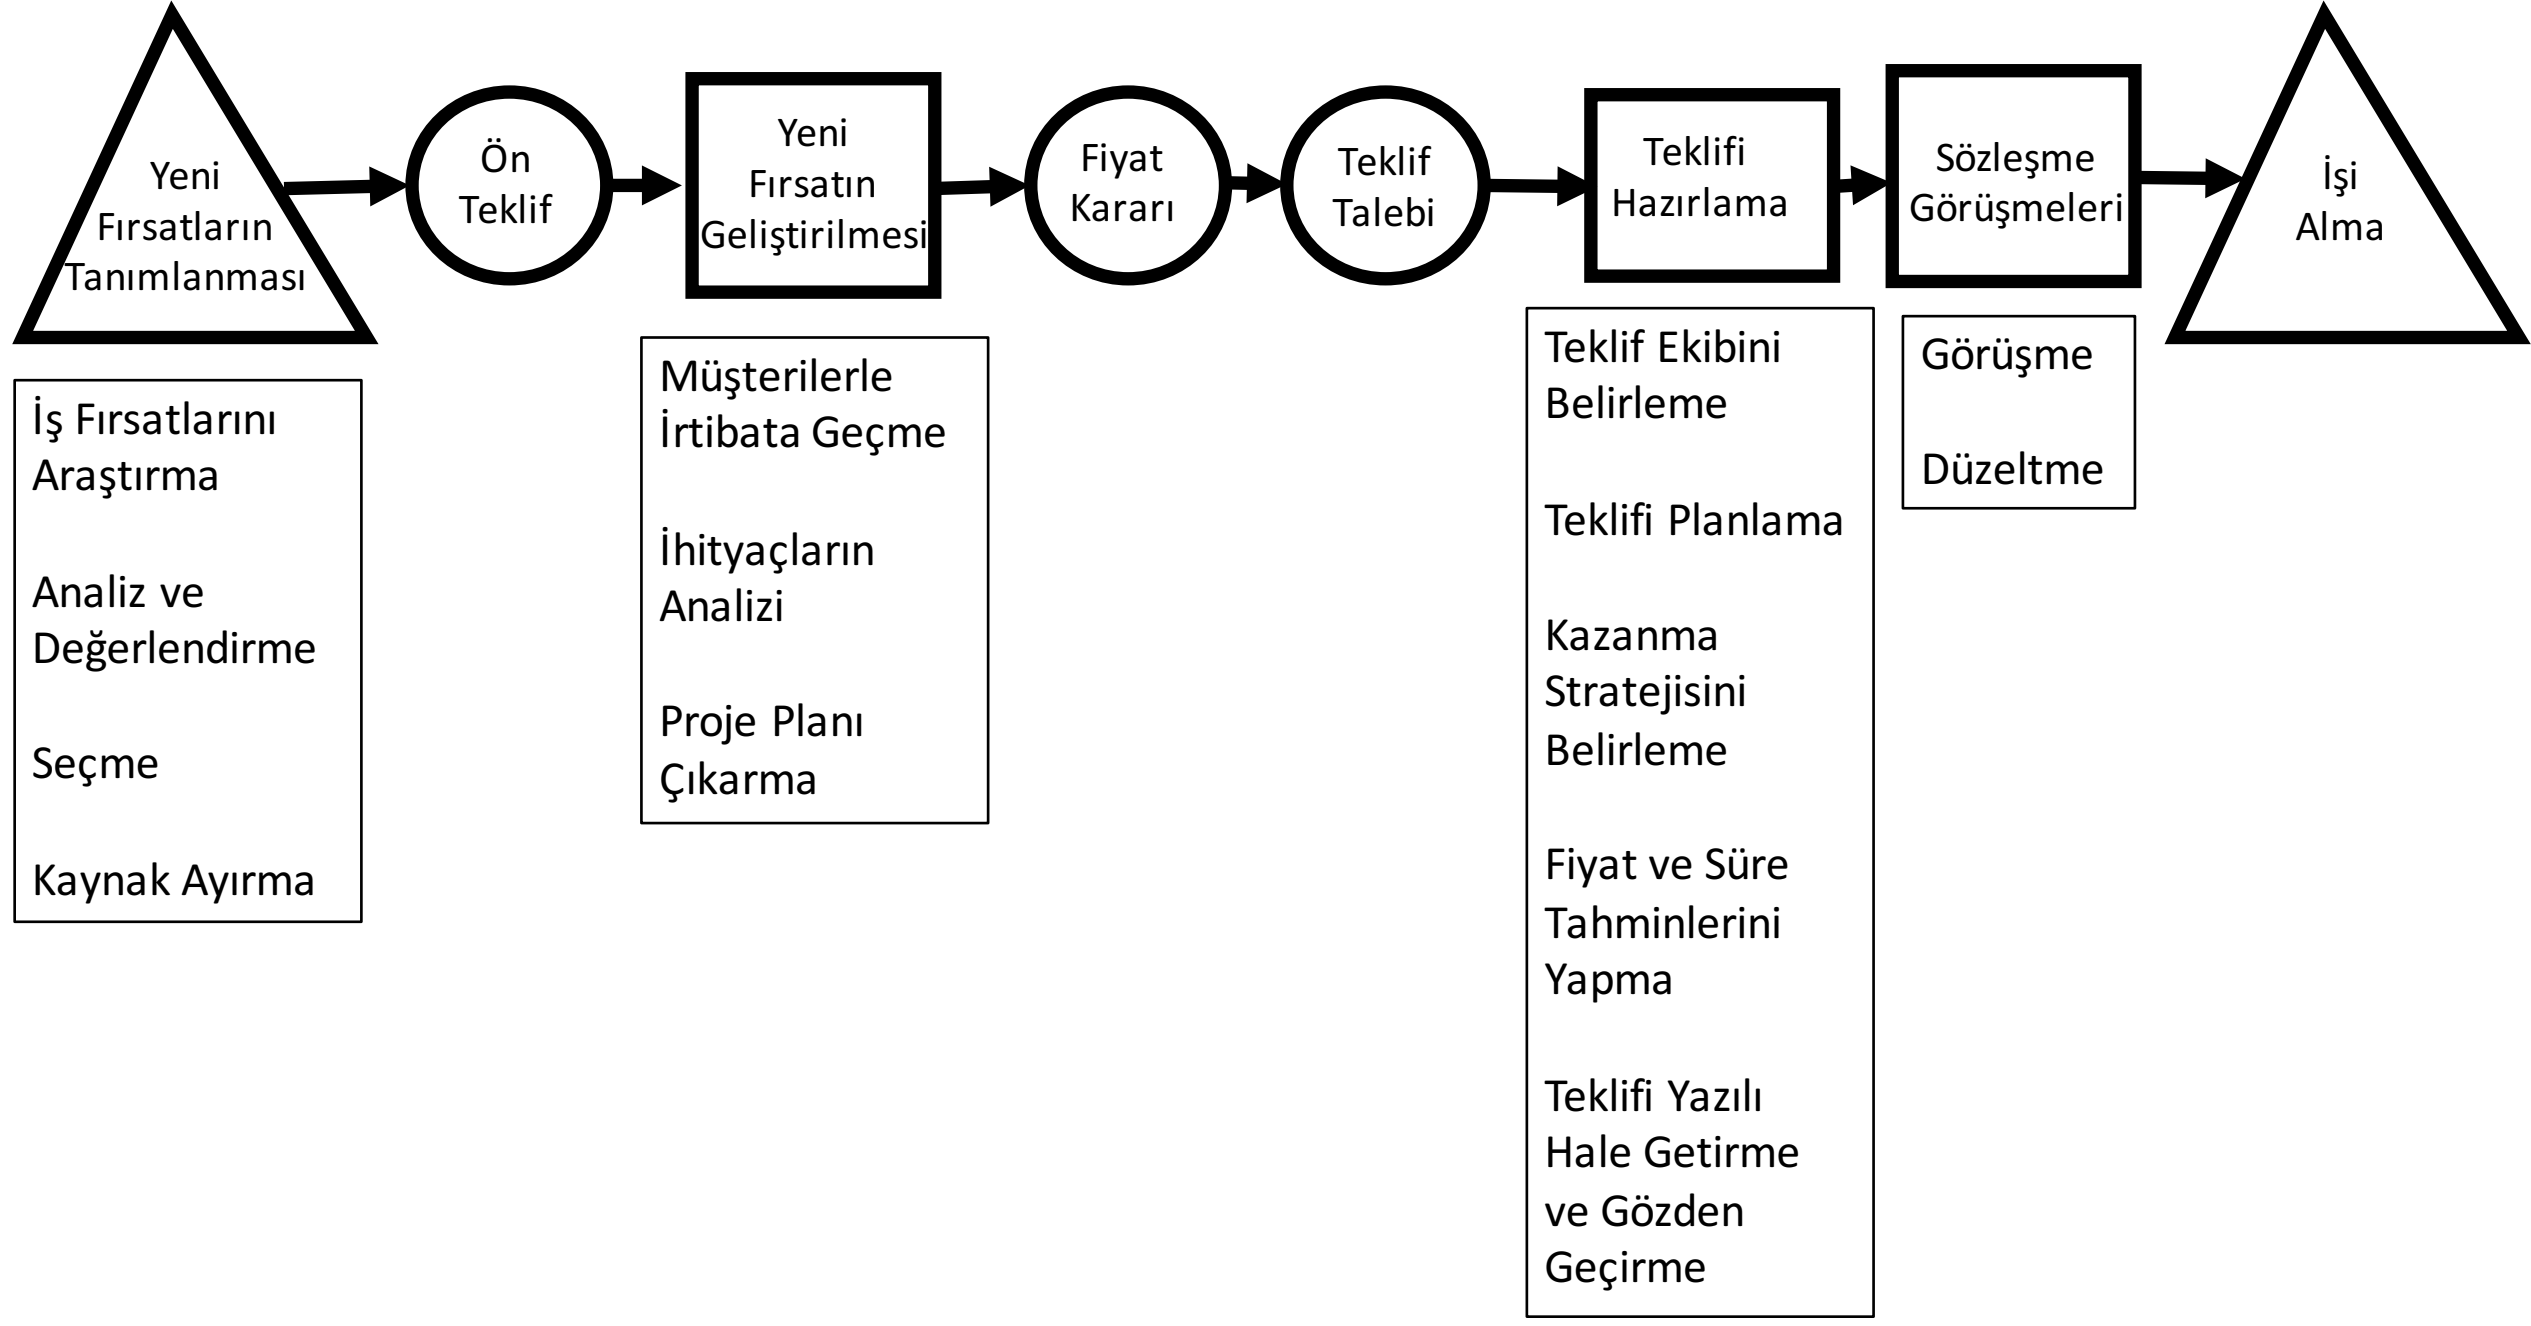 Yeni
Fırsatların
Tanımlanması
Ön
Teklif
Yeni
Fırsatın
Geliştirilmesi
Fiyat
Kararı
Teklif
Talebi
Teklifi
Hazırlama
Sözleşme
Görüşmeleri
İşi
Alma
İş Fırsatlarını
Araştırma
Analiz ve
Değerlendirme
Seçme
Kaynak Ayırma
Müşterilerle
İrtibata Geçme
İhityaçların
Analizi
Proje Planı
Çıkarma
Teklif Ekibini
Belirleme
Teklifi Planlama
Kazanma
Stratejisini
Belirleme
Fiyat ve Süre
Tahminlerini
Yapma
Teklifi Yazılı
Hale Getirme
ve Gözden
Geçirme
Görüşme
Düzeltme